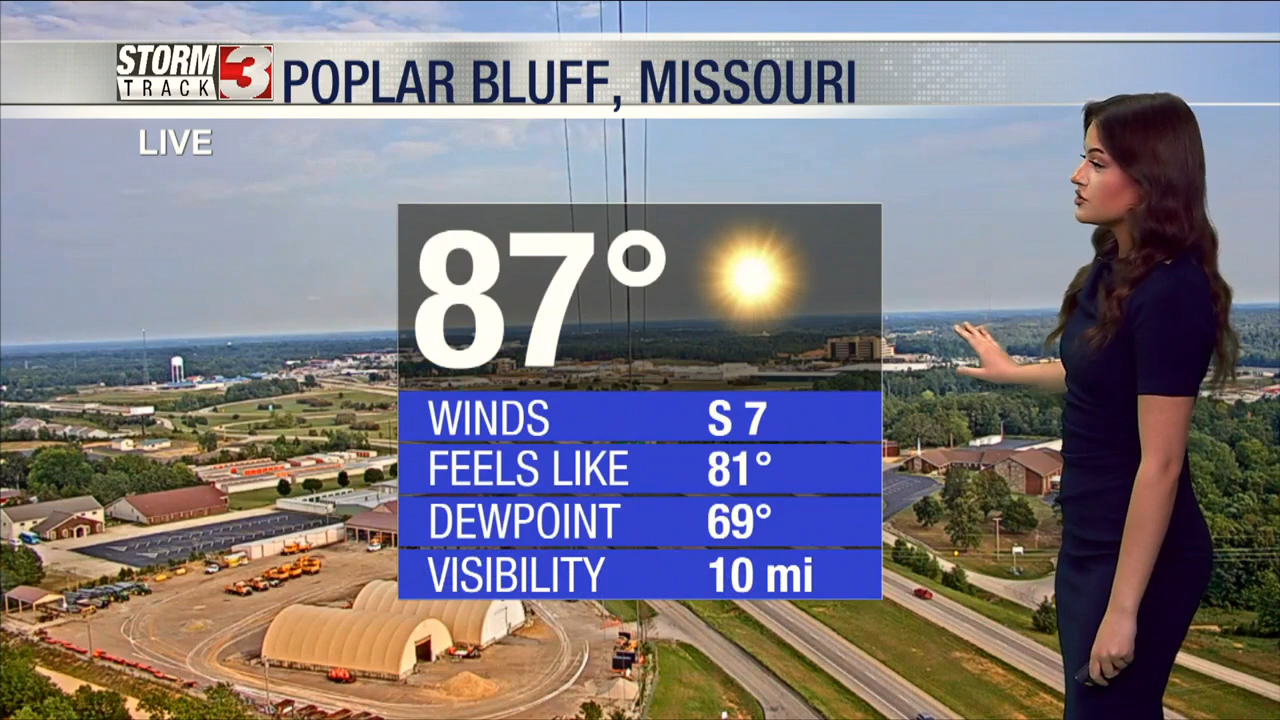 STORM
TRACK 3
POPLAR BLUFF, MISSOURI
LIVE
87°
WINDS S 7
FEELS LIKE 81°
DEWPOINT 69°
VISIBILITY 10 mi